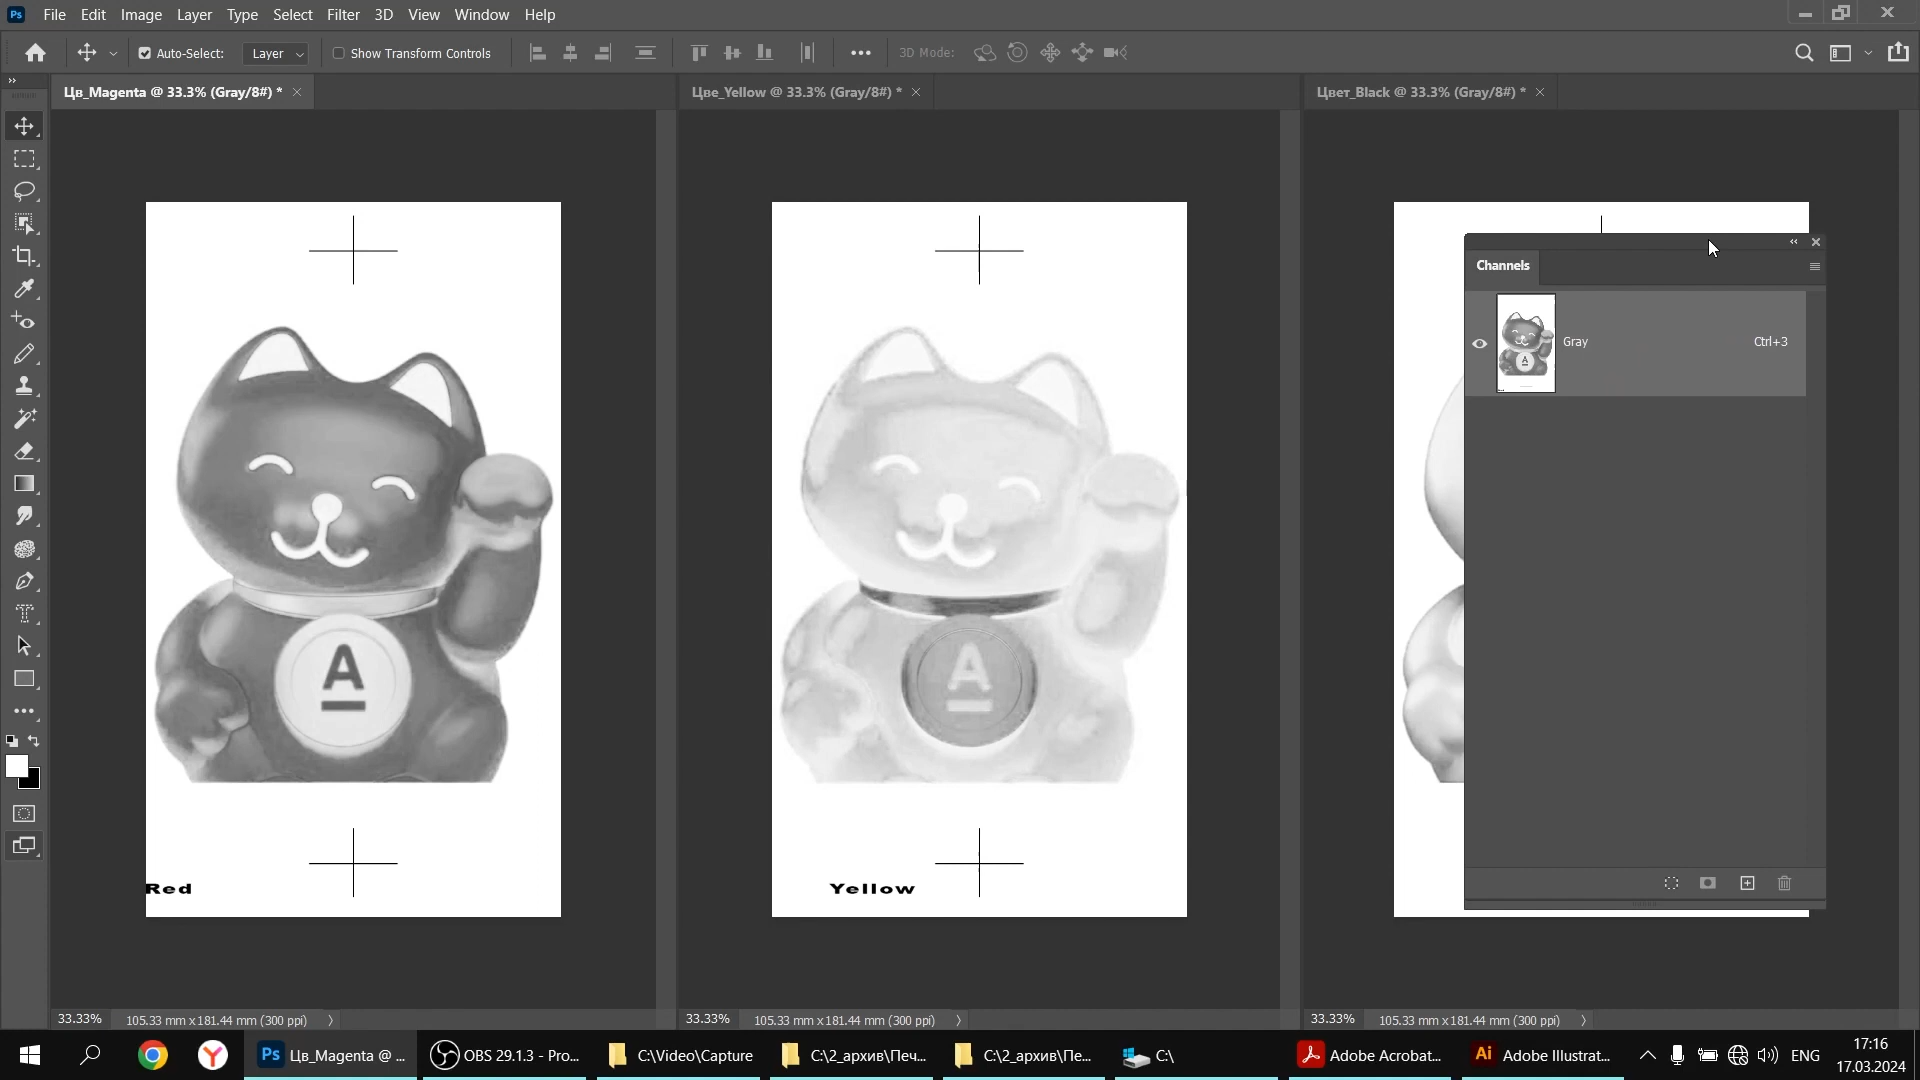 Ps File Edit Image Layer Type Select Filter 3D View Window Help
Auto-Select: Layer Show Transform Controls 3D Mode:
Цв_Magenta @ 33.3% (Gray/8#) *
Цве_Yellow @ 33.3% (Gray/8#) *
Цвет_Black @ 33.3% (Gray/8#) *
Channels
Gray Ctrl+3
A
A
Red
Yellow
33.33% 105.33 mm x 181.44 mm (300 ppi)
33.33% 105.33 mm x 181.44 mm (300 ppi)
33.33% 105.33 mm x 181.44 mm (300 ppi)
Ps Цв_Magenta @ ...
OBS 29.1.3 - Pro...
C:\Video\Capture
C:\2_архив\Печ...
C:\2_архив\Пе...
C:\
Adobe Acrobat...
Ai Adobe Illustrat...
ENG
17:16
17.03.2024